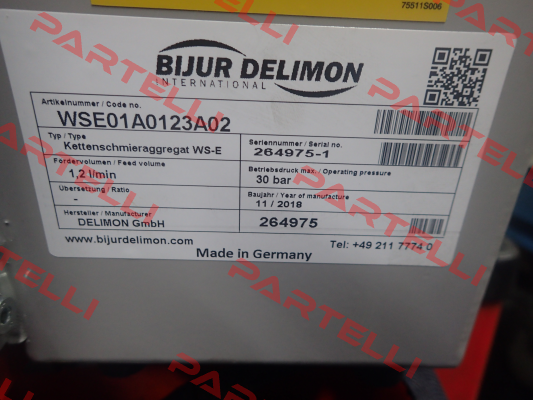 75511S006
BIJUR DELIMON
INTERNATIONAL
Artikelnummer / Code no.
WSE01A0123A02
Typ / Type
Kettenschmieraggregat WS-E
Seriennummer / Serial no.
264975-1
Fördervolumen / Feed volume
1,2 l/min
Betriebsdruck max. / Operating pressure
30 bar
Übersetzung / Ratio
-
Baujahr / Year of manufacture
11 / 2018
Hersteller / Manufacturer
DELIMON GmbH
264975
www.bijurdelimon.com
Tel: +49 211 7774 0
Made in Germany
PARTELLI
PARTELLI
PARTELLI
PARTELLI
PARTELLI
PARTELLI